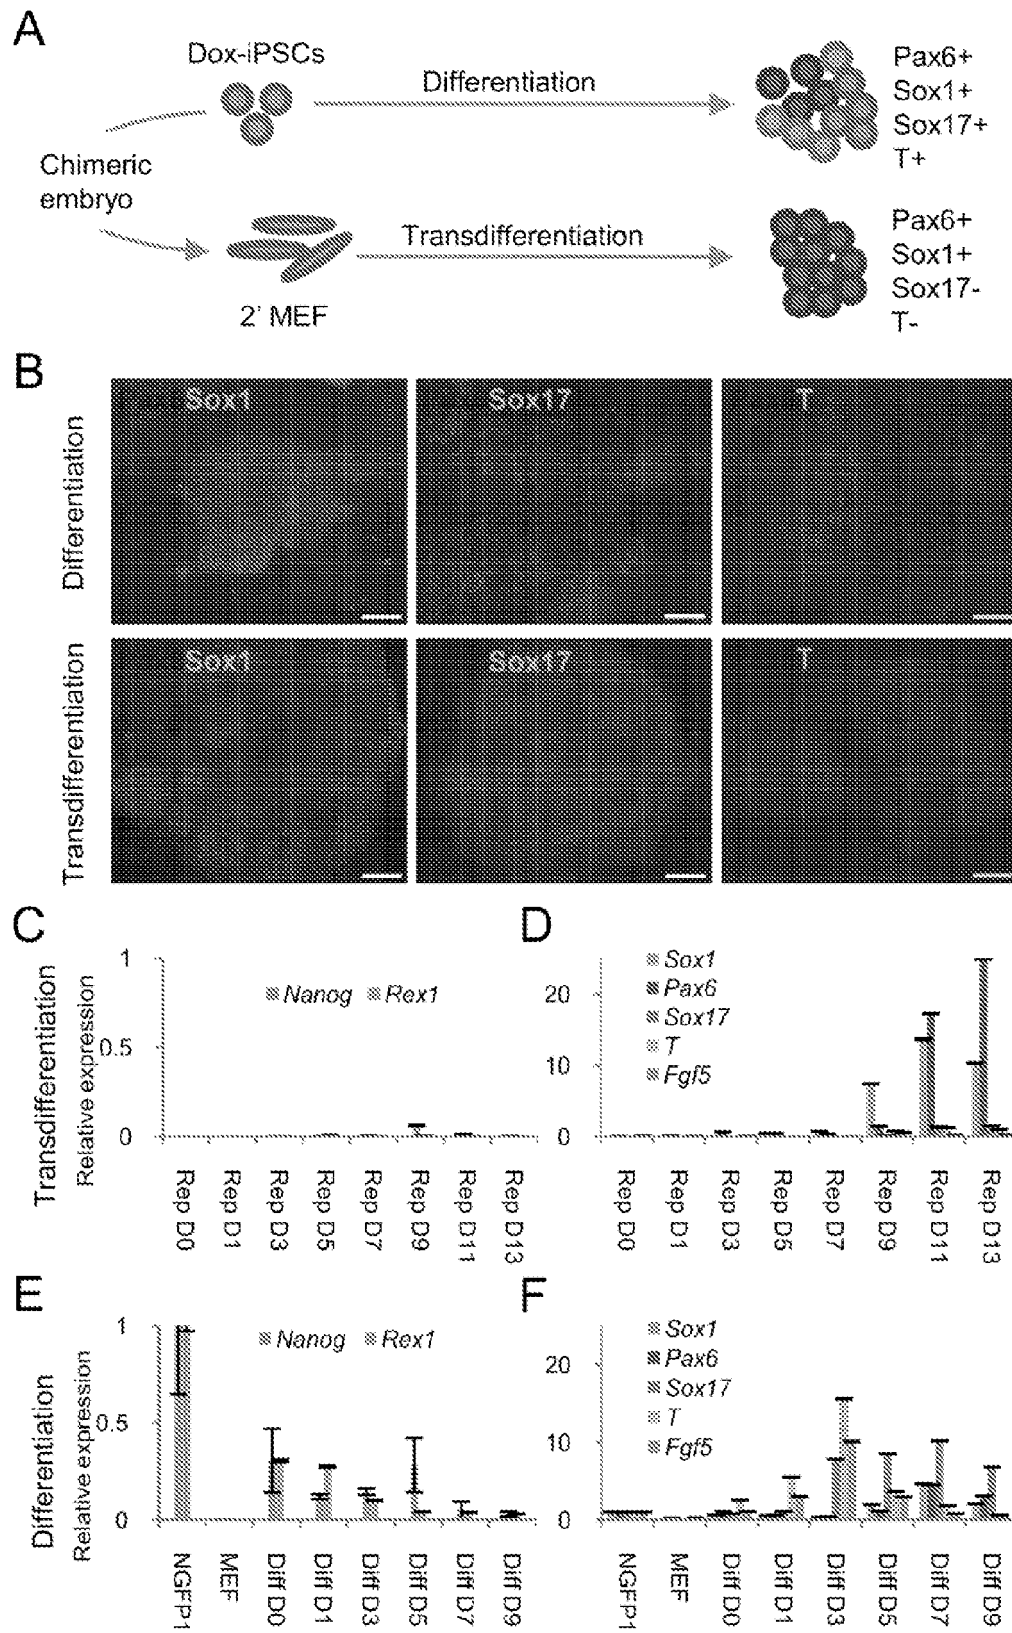 A
Dox-iPSCs
Differentiation
Pax6+
Sox1+
Sox17+
T+
Chimeric
embryo
2' MEF
Transdifferentiation
Pax6+
Sox1+
Sox17-
T-
B
Differentiation
Sox1
Sox17
T
Transdifferentiation
Sox1
Sox17
T
C
Transdifferentiation
Relative expression
1
0.5
0
Nanog Rex1
Rep D0
Rep D1
Rep D3
Rep D5
Rep D7
Rep D9
Rep D11
Rep D13
D
20
10
0
Sox1
Pax6
Sox17
T
Fgf5
Rep D0
Rep D1
Rep D3
Rep D5
Rep D7
Rep D9
Rep D11
Rep D13
E
Differentiation
Relative expression
1
0.5
0
Nanog Rex1
NGFP1
MEF
Diff D0
Diff D1
Diff D3
Diff D5
Diff D7
Diff D9
F
20
10
0
Sox1
Pax6
Sox17
T
Fgf5
NGFP1
MEF
Diff D0
Diff D1
Diff D3
Diff D5
Diff D7
Diff D9